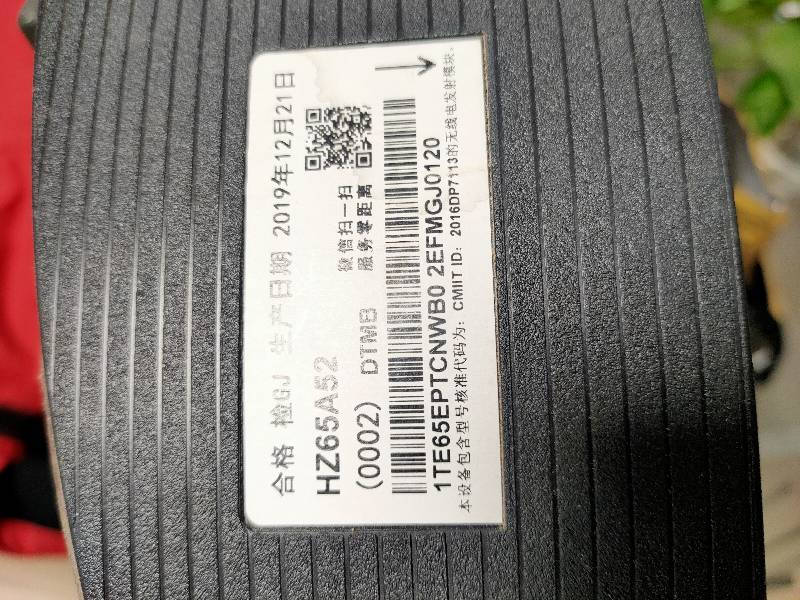 合格 检GJ 生产日期 2019年12月21日
HZ65A52
(0002) DTMB
微信扫一扫
服务零距离
1TE65EPTCNWB0 2EFMGJ0120
本设备包含型号核准代码为：CMIIT ID：2016DP7113的无线电发射模块。